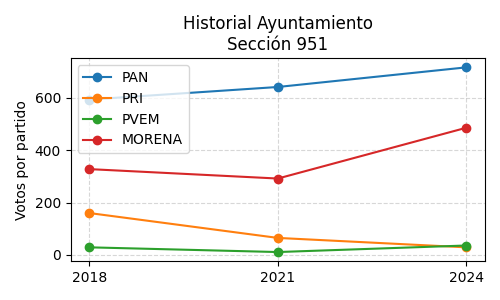 Historial Ayuntamiento
Sección 951
Votos por partido
600
400
200
0
PAN
PRI
PVEM
MORENA
2018
2021
2024